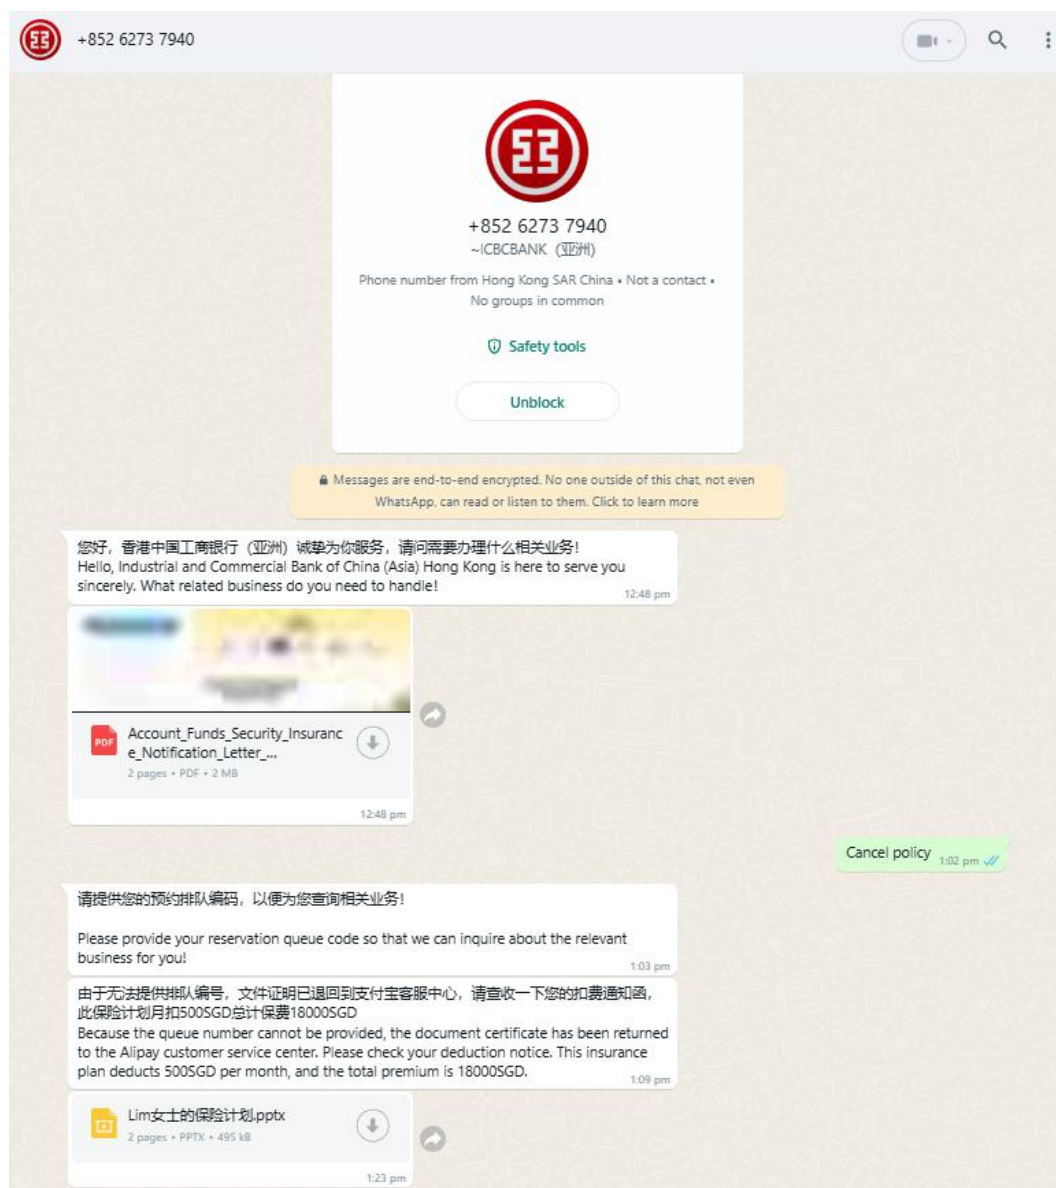 +852 6273 7940
+852 6273 7940
~ICBCBANK（亚洲）
Phone number from Hong Kong SAR China • Not a contact •
No groups in common
Safety tools
Unblock
Messages are end-to-end encrypted. No one outside of this chat, not even
WhatsApp, can read or listen to them. Click to learn more
您好，香港中国工商银行（亚洲）诚挚为你服务，请问需要办理什么相关业务！
Hello, Industrial and Commercial Bank of China (Asia) Hong Kong is here to serve you
sincerely. What related business do you need to handle!
12:48 pm
PDF
Account_Funds_Security_Insuranc
e_Notification_Letter_...
2 pages • PDF • 2 MB
12:48 pm
Cancel policy
1:02 pm
请提供您的预约排队编码，以便为您查询相关业务！
Please provide your reservation queue code so that we can inquire about the relevant
business for you!
1:03 pm
由于无法提供排队编号，文件证明已退回到支付宝客服中心，请查收一下您的扣费通知函，
此保险计划月扣500SGD总计保费18000SGD
Because the queue number cannot be provided, the document certificate has been returned
to the Alipay customer service center. Please check your deduction notice. This insurance
plan deducts 500SGD per month, and the total premium is 18000SGD.
1:09 pm
Lim女士的保险计划.pptx
2 pages • PPTX • 495 kB
1:23 pm